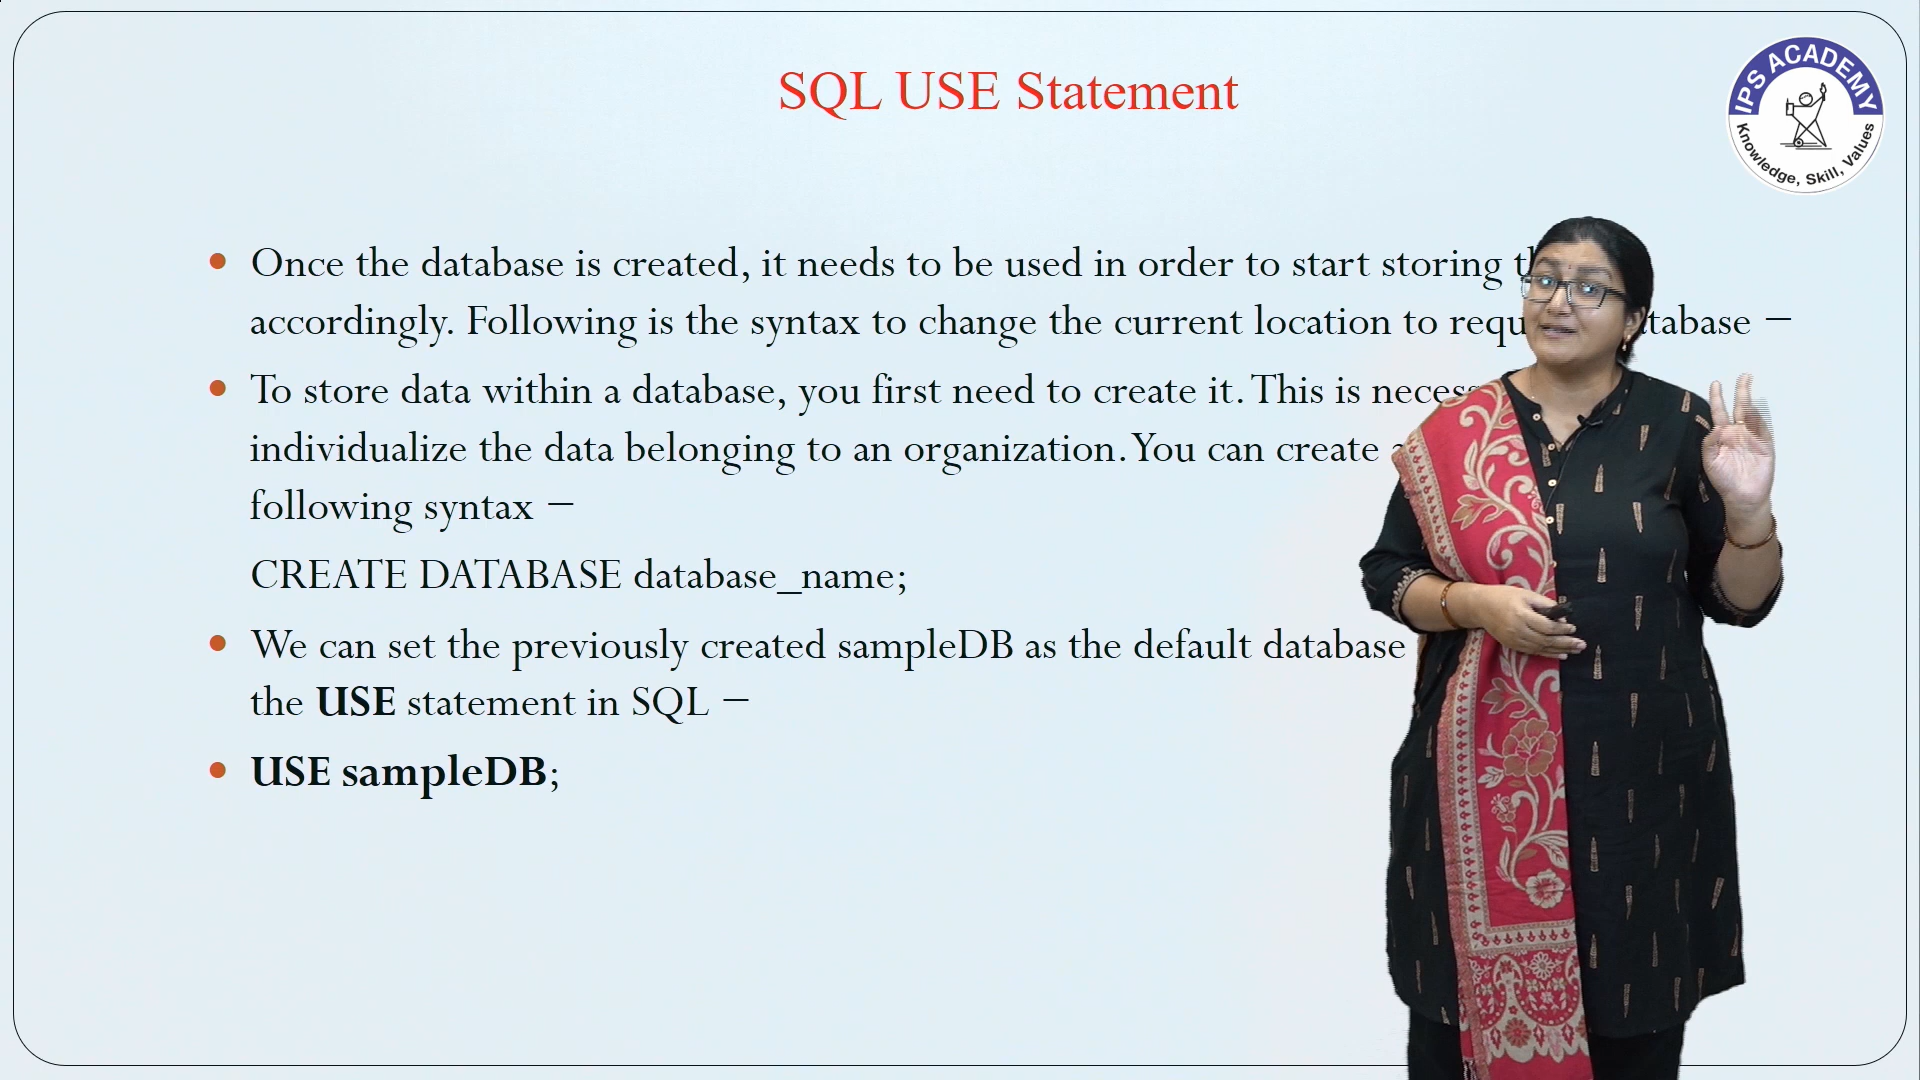 SQL USE Statement
IPS ACADEMY
Knowledge, Skill, Values
Once the database is created, it needs to be used in order to start storing
accordingly. Following is the syntax to change the current location to
To store data within a database, you first need to create it. This is
individualize the data belonging to an organization. You can create
following syntax –
CREATE DATABASE database_name;
We can set the previously created sampleDB as the default database
the USE statement in SQL –
USE sampleDB;